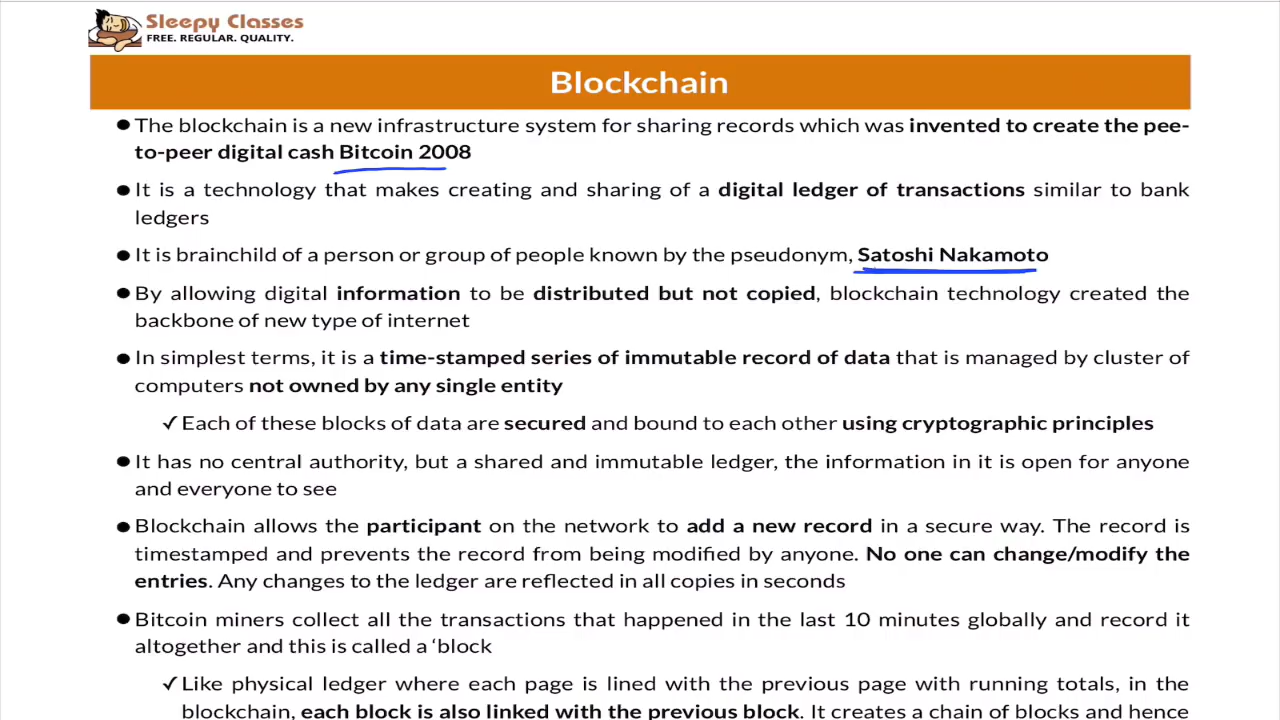 Sleepy Classes
FREE. REGULAR. QUALITY.
Blockchain
●The blockchain is a new infrastructure system for sharing records which was invented to create the pee-
to-peer digital cash Bitcoin 2008
●It is a technology that makes creating and sharing of a digital ledger of transactions similar to bank
ledgers
●It is brainchild of a person or group of people known by the pseudonym, Satoshi Nakamoto
●By allowing digital information to be distributed but not copied, blockchain technology created the
backbone of new type of internet
●In simplest terms, it is a time-stamped series of immutable record of data that is managed by cluster of
computers not owned by any single entity
✓Each of these blocks of data are secured and bound to each other using cryptographic principles
●It has no central authority, but a shared and immutable ledger, the information in it is open for anyone
and everyone to see
●Blockchain allows the participant on the network to add a new record in a secure way. The record is
timestamped and prevents the record from being modified by anyone. No one can change/modify the
entries. Any changes to the ledger are reflected in all copies in seconds
●Bitcoin miners collect all the transactions that happened in the last 10 minutes globally and record it
altogether and this is called a ‘block
✓Like physical ledger where each page is lined with the previous page with running totals, in the
blockchain, each block is also linked with the previous block. It creates a chain of blocks and hence